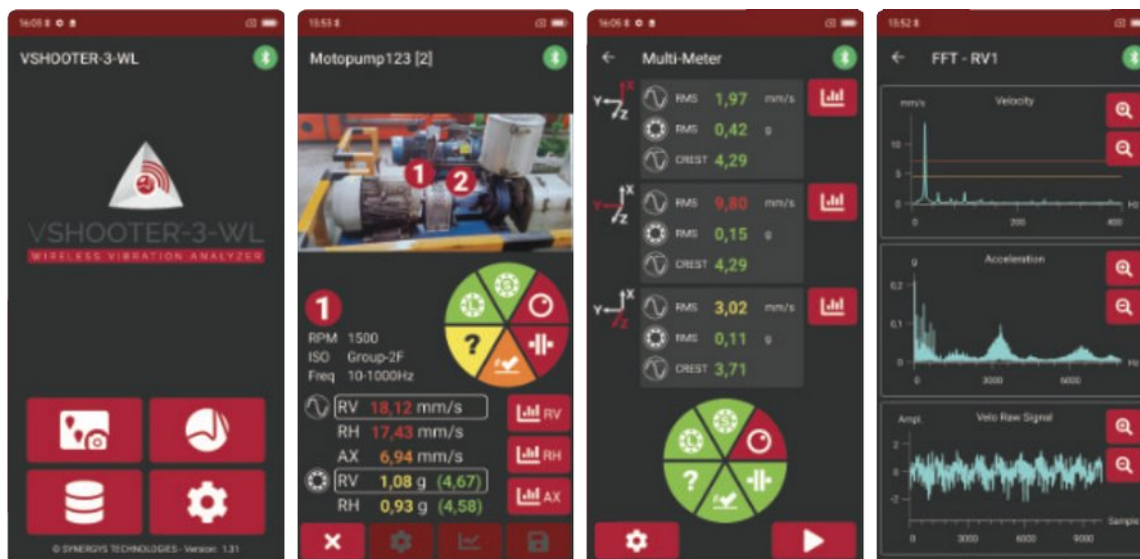 16:05
VSHOOTER-3-WL
VSHOOTER-3-WL
WIRELESS VIBRATION ANALYZER
© SYNERGYS TECHNOLOGIES - Version: 1.31
15:53
Motopump123 [2]
1
2
1
L
S
?
RPM 1500
ISO Group-2F
Freq 10-1000Hz
RV 18,12 mm/s
RV
RH 17,43 mm/s
AX 6,94 mm/s
RH
RV 1,08 g (4,67)
RH 0,93 g (4,58)
AX
16:05
Multi-Meter
X
Y
Z
RMS 1,97 mm/s
RMS 0,42 g
CREST 4,29
X
Y
Z
RMS 9,80 mm/s
RMS 0,15 g
CREST 4,29
X
Y
Z
RMS 3,02 mm/s
RMS 0,11 g
CREST 3,71
L
S
?
15:52
FFT - RV1
mm/s
Velocity
10
5
0
0 200 400
Hz
g
Acceleration
0,2
0,1
0
0 3000 6000
Hz
Ampl.
Velo Raw Signal
2
0
-2
0 3000 6000 9000
Sample